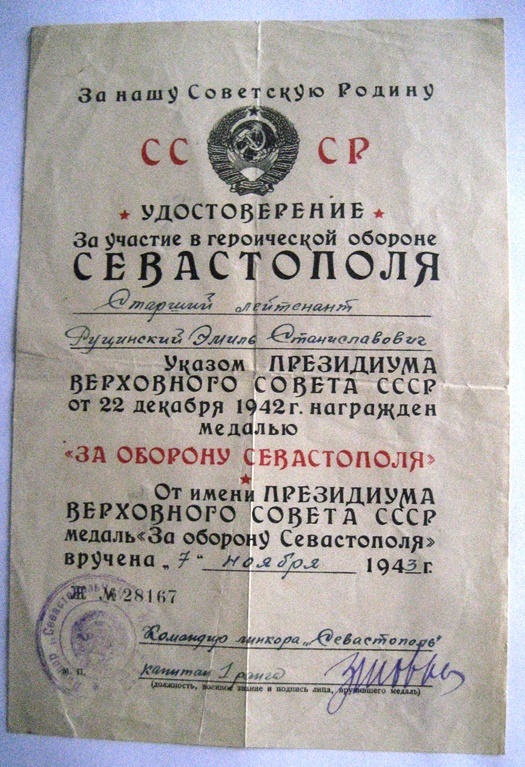 За нашу Советскую Родину
СССР
УДОСТОВЕРЕНИЕ
За участие в героической обороне
СЕВАСТОПОЛЯ
Старший лейтенант
Рущинский Эмиль Станиславович
Указом ПРЕЗИДИУМА
ВЕРХОВНОГО СОВЕТА СССР
от 22 декабря 1942 г. награжден
медалью
«ЗА ОБОРОНУ СЕВАСТОПОЛЯ»
От имени ПРЕЗИДИУМА
ВЕРХОВНОГО СОВЕТА СССР
медаль «За оборону Севастополя»
вручена „7" ноября 1943 г.
Ж № 28167
Командир линкора „Севастополь"
капитан 1 ранга
М. П.
(должность, воинское звание и подпись лица, вручившего медаль)